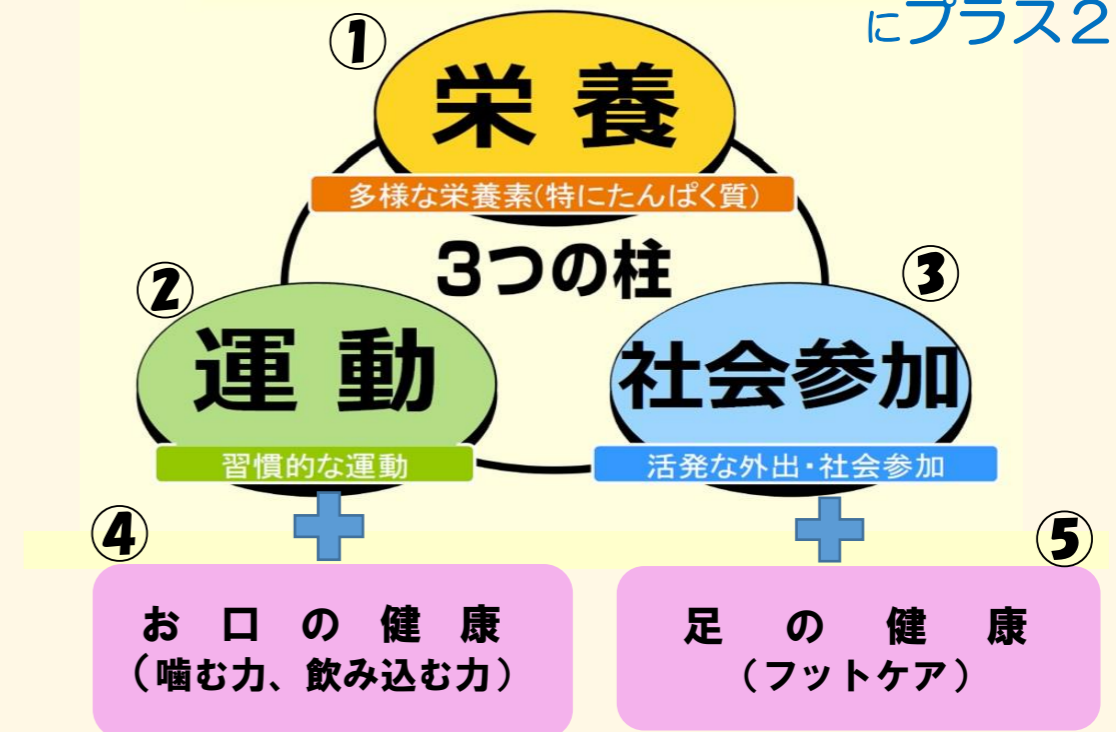 にプラス2
①
栄養
多様な栄養素(特にたんぱく質)
3つの柱
②
運動
習慣的な運動
③
社会参加
活発な外出・社会参加
④
お口の健康
(噛む力、飲み込む力)
⑤
足の健康
(フットケア)